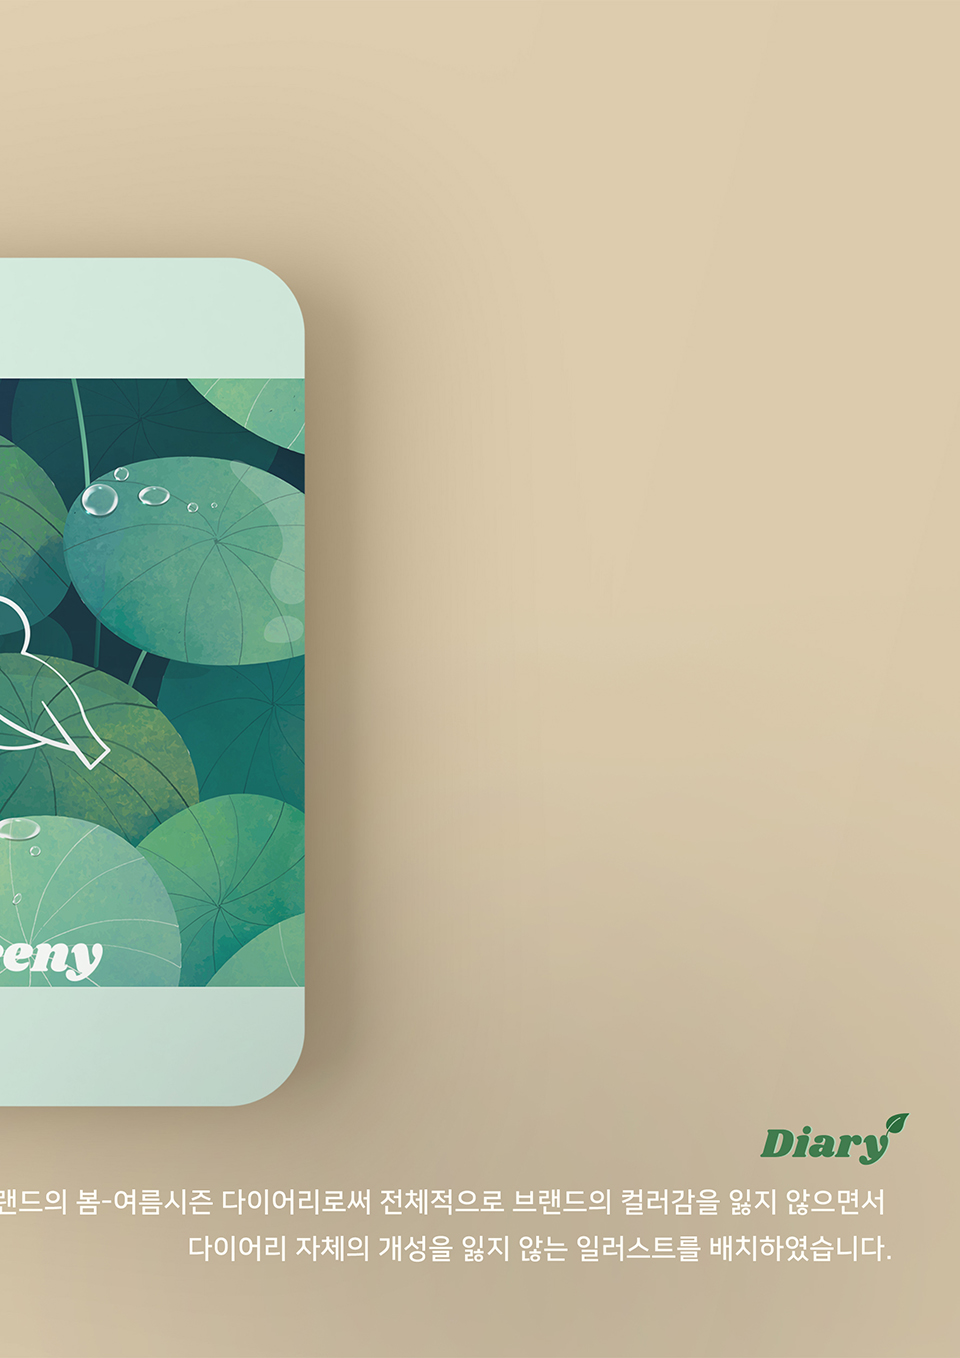 eeny
Diary
랜드의 봄-여름시즌 다이어리로써 전체적으로 브랜드의 컬러감을 잃지 않으면서
다이어리 자체의 개성을 잃지 않는 일러스트를 배치하였습니다.